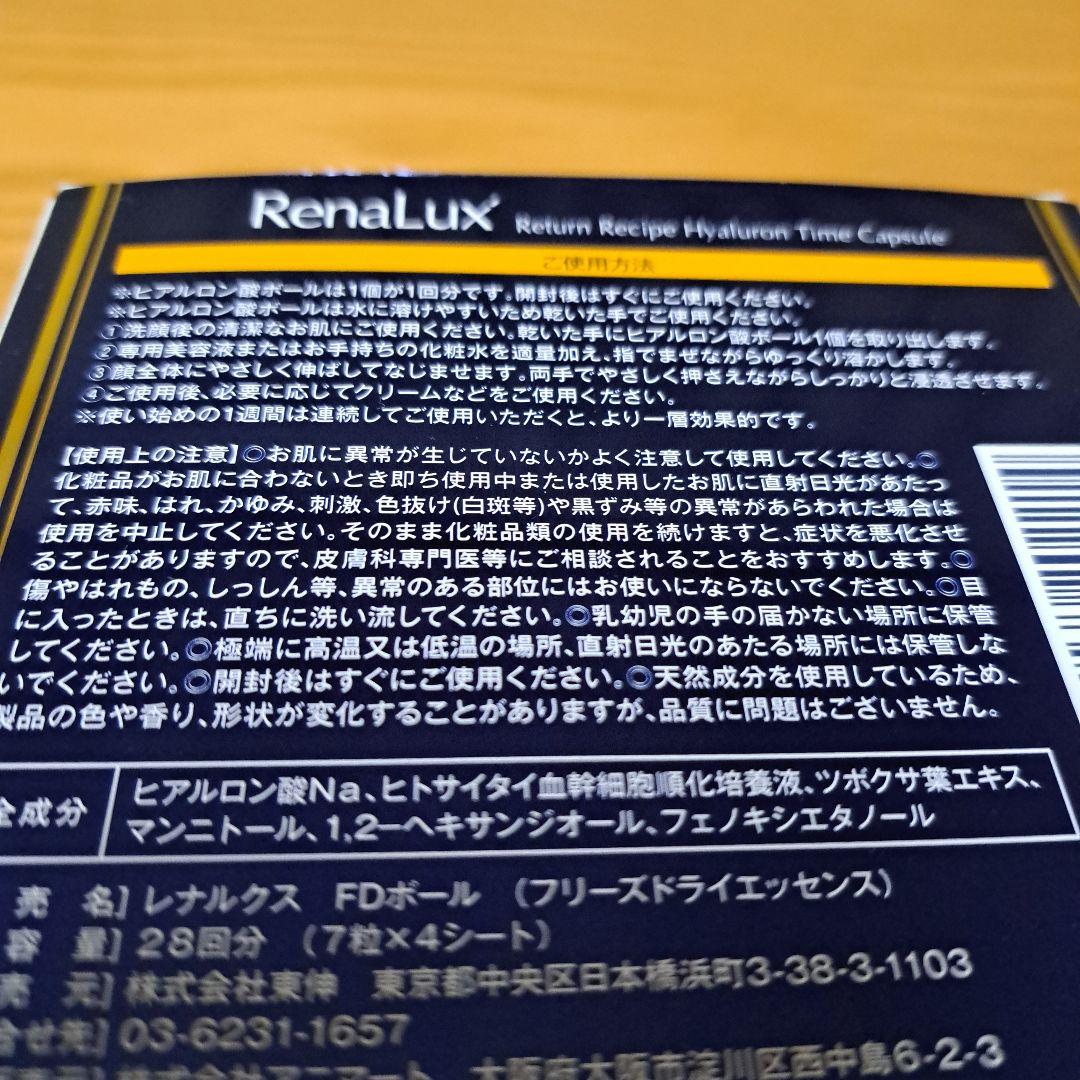 RenaLux Return Recipe Hyaluron Time Capsule
ご使用方法
※ヒアルロン酸ボールは1個が1回分です。開封後はすぐにご使用ください。
※ヒアルロン酸ボールは水に溶けやすいため乾いた手でご使用ください。
①洗顔後の清潔なお肌にご使用ください。乾いた手にヒアルロン酸ボール1個を取り出します。
②専用美容液またはお手持ちの化粧水を適量加え、指でまぜながらゆっくり溶かします。
③顔全体にやさしく伸ばしてなじませます。両手でやさしく押さえながらしっかりと浸透させます。
④ご使用後、必要に応じてクリームなどをご使用ください。
※使い始めの1週間は連続してご使用いただくと、より一層効果的です。
【使用上の注意】◎お肌に異常が生じていないかよく注意して使用してください。◎
化粧品がお肌に合わないとき即ち使用中または使用したお肌に直射日光があたっ
て、赤味、はれ、かゆみ、刺激、色抜け(白斑等)や黒ずみ等の異常があらわれた場合は
使用を中止してください。そのまま化粧品類の使用を続けますと、症状を悪化させ
ることがありますので、皮膚科専門医等にご相談されることをおすすめします。◎
傷やはれもの、しっしん等、異常のある部位にはお使いにならないでください。◎目
に入ったときは、直ちに洗い流してください。◎乳幼児の手の届かない場所に保管
してください。◎極端に高温又は低温の場所、直射日光のあたる場所には保管しな
いでください。◎開封後はすぐにご使用ください。◎天然成分を使用しているため、
製品の色や香り、形状が変化することがありますが、品質に問題はございません。
全成分 ヒアルロン酸Na、ヒトサイタイ血幹細胞順化培養液、ツボクサ葉エキス、
マンニトール、1,2ーヘキサンジオール、フェノキシエタノール
売 名] レナルクス FDボール （フリーズドライエッセンス）
容 量] 28回分 （7粒×4シート）
売 元] 株式会社東伸 東京都中央区日本橋浜町3-38-3-1103
合せ先] 03-6231-1657
大阪府大阪市淀川区西中島6-2-3